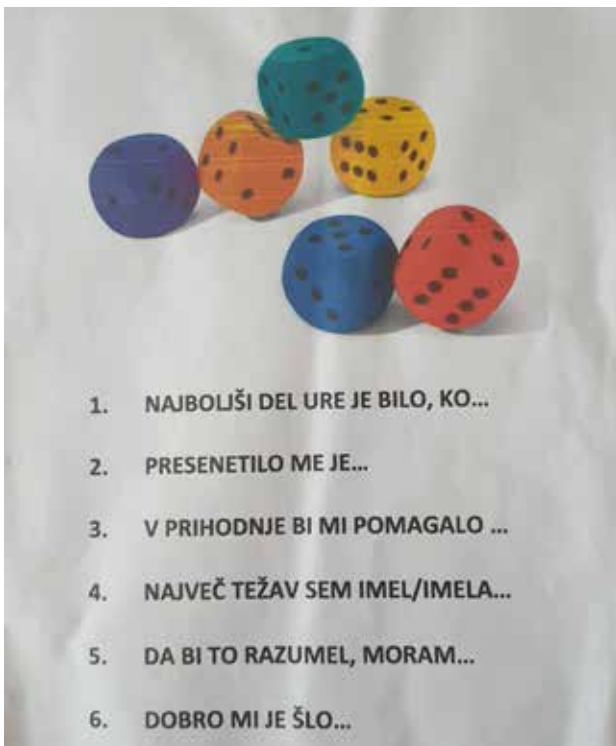 1. NAJBOLJŠI DEL URE JE BILO, KO...
2. PRESENETILO ME JE...
3. V PRIHODNJE BI MI POMAGALO ...
4. NAJVEČ TEŽAV SEM IMEL/IMELA...
5. DA BI TO RAZUMEL, MORAM...
6. DOBRO MI JE ŠLO...